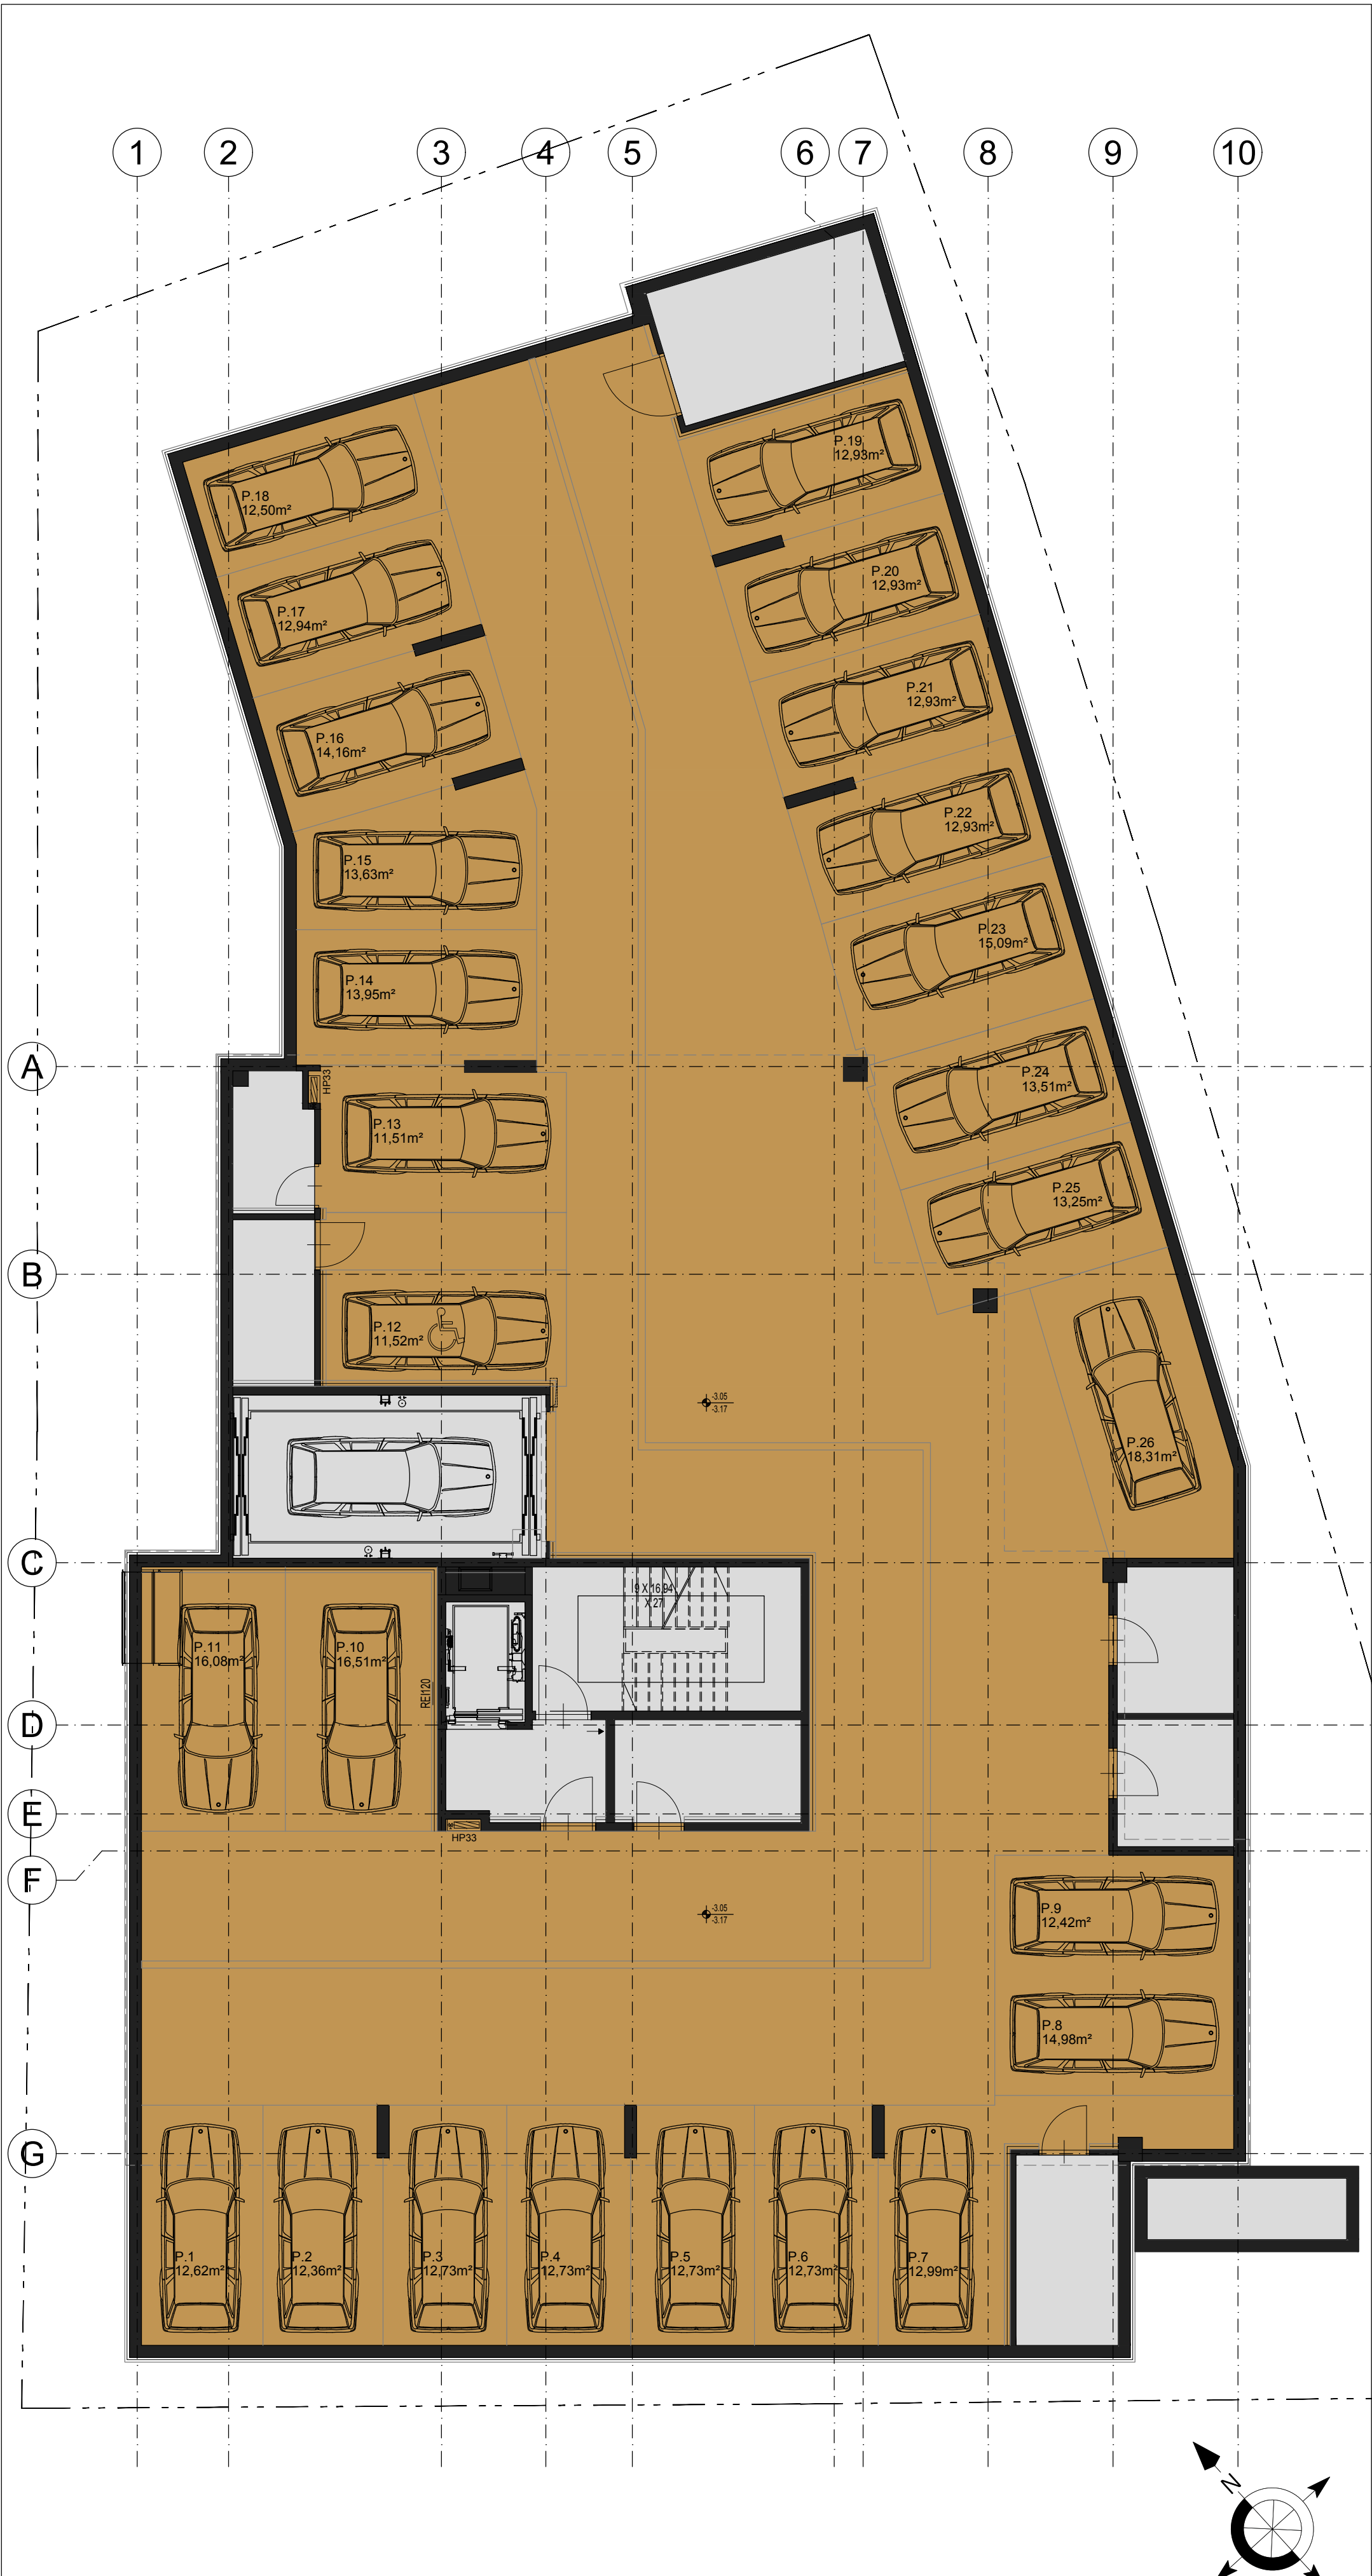 1 2 3 4 5 6 7 8 9 10
P.19
12,93m²
P.18
12,50m²
P.20
12,93m²
P.17
12,94m²
P.21
12,93m²
P.16
14,16m²
P.22
12,93m²
P.15
13,63m²
P.23
15,09m²
P.14
13,95m²
A
HP33
P.24
13,51m²
P.13
11,51m²
P.25
13,25m²
B
P.12
11,52m²
-3.05
-3.17
P.26
18,31m²
C
9 X 16,94
X 27
P.11
16,08m²
P.10
16,51m²
REI120
D
E
HP33
F
-3.05
-3.17
P.9
12,42m²
P.8
14,98m²
G
P.1
12,62m²
P.2
12,36m²
P.3
12,73m²
P.4
12,73m²
P.5
12,73m²
P.6
12,73m²
P.7
12,99m²
N